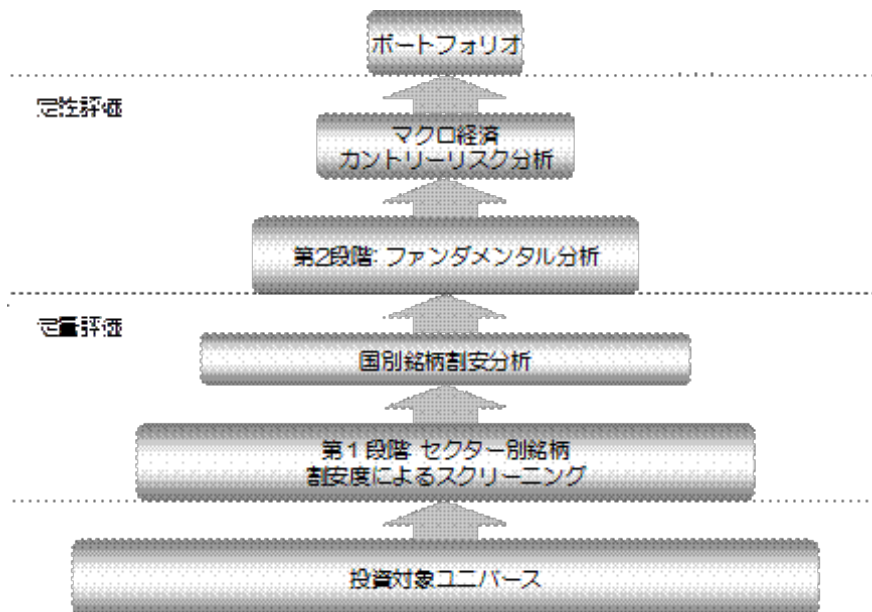 ポートフォリオ
定性評価
マクロ経済
カントリーリスク分析
第2段階: ファンダメンタル分析
定量評価
国別銘柄割安分析
第1段階 セクター別銘柄
割安度によるスクリーニング
投資対象ユニバース